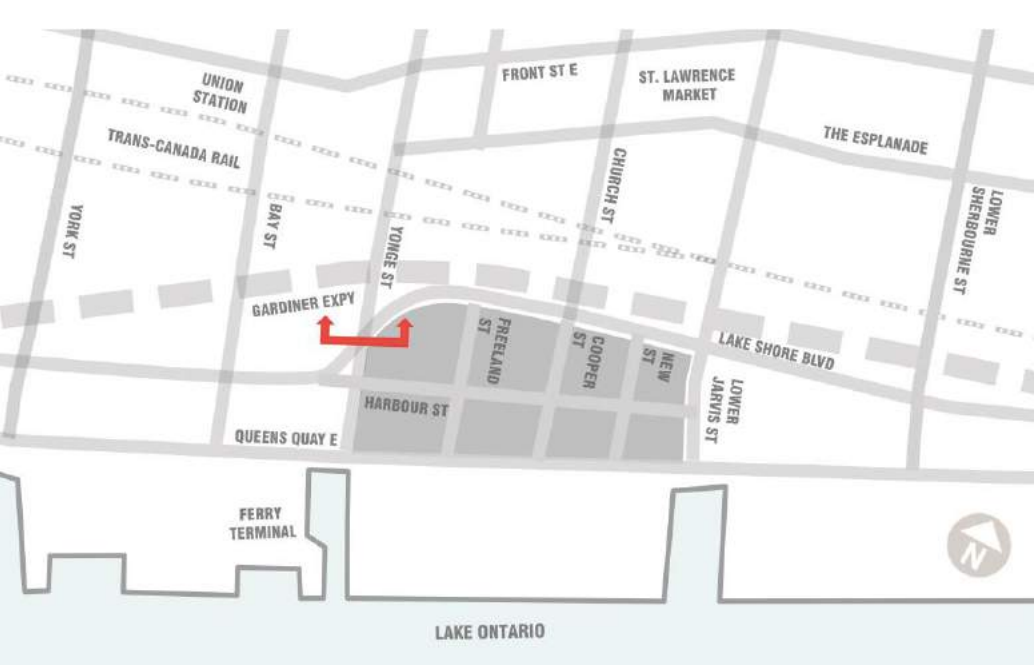 UNION
STATION
FRONT ST E
ST. LAWRENCE
MARKET
TRANS-CANADA RAIL
THE ESPLANADE
YORK ST
BAY ST
YONGE ST
CHURCH ST
LOWER
SHERBOURNE ST
GARDINER EXPY
FREELAND
ST
COOPER
ST
NEW
ST
LAKE SHORE BLVD
LOWER
JARVIS ST
HARBOUR ST
QUEENS QUAY E
FERRY
TERMINAL
N
LAKE ONTARIO